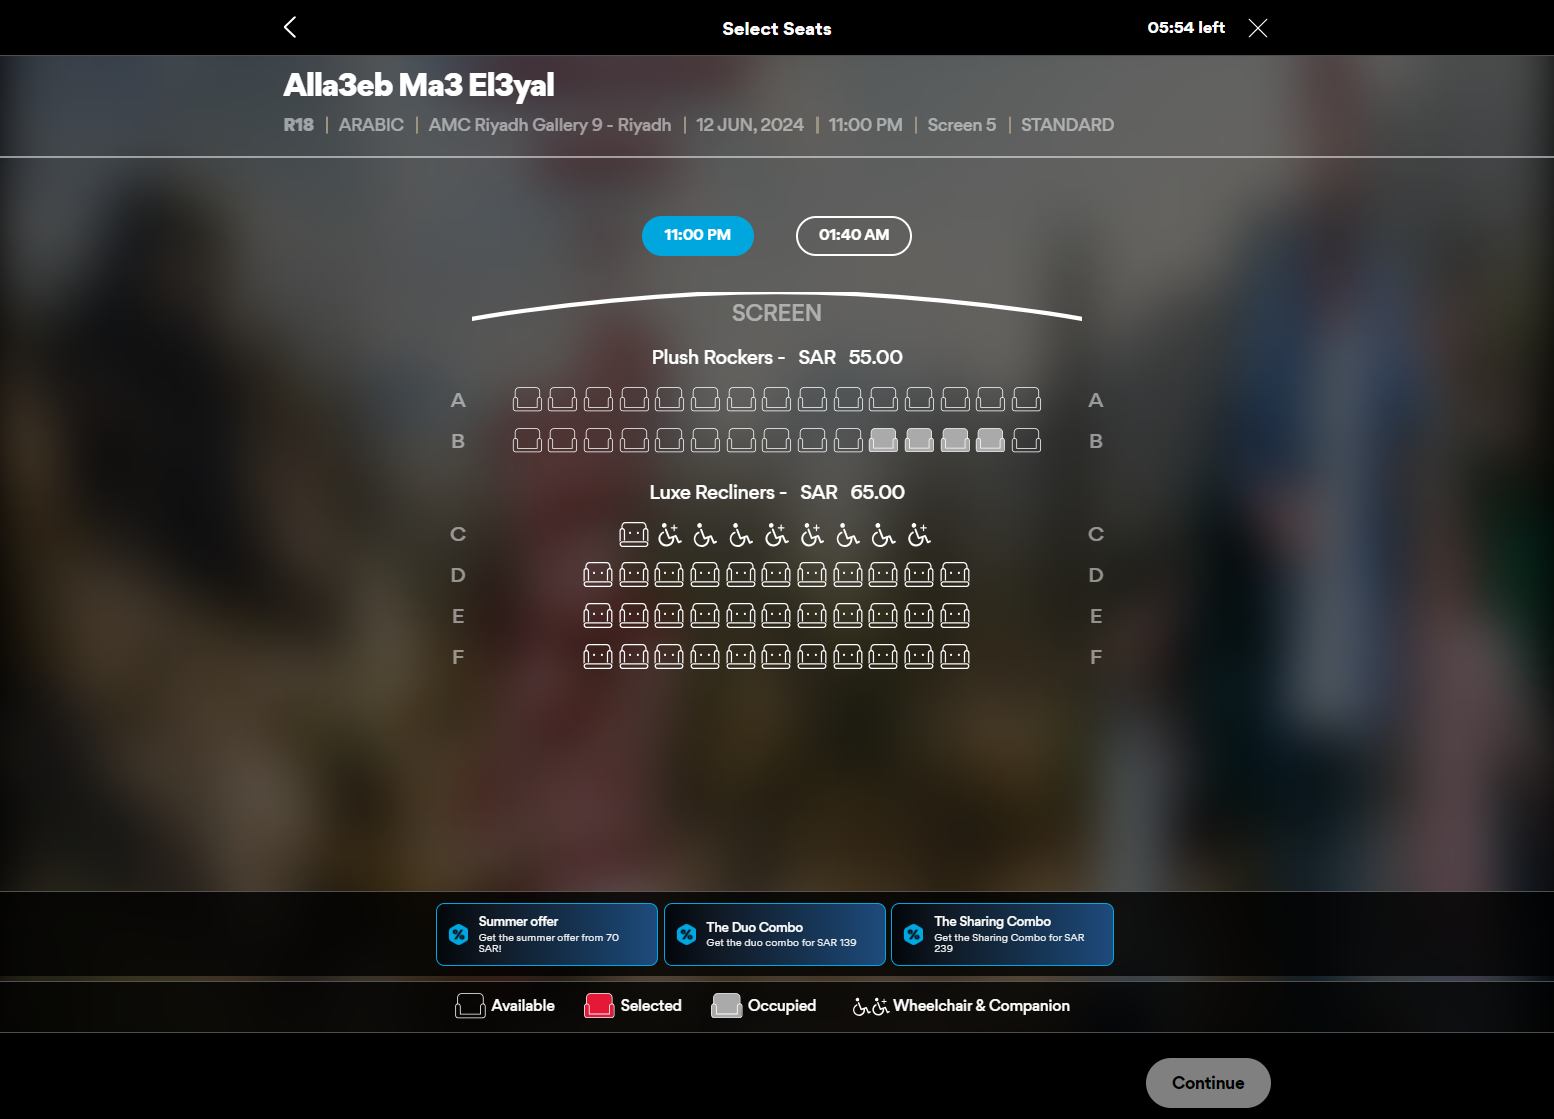 Select Seats
05:54 left
Alla3eb Ma3 El3yal
R18 | ARABIC | AMC Riyadh Gallery 9 - Riyadh | 12 JUN, 2024 | 11:00 PM | Screen 5 | STANDARD
11:00 PM
01:40 AM
SCREEN
Plush Rockers - SAR 55.00
A A
B B
Luxe Recliners - SAR 65.00
C C
D D
E E
F F
Summer offer
Get the summer offer from 70
SAR!
The Duo Combo
Get the duo combo for SAR 139
The Sharing Combo
Get the Sharing Combo for SAR
239
Available
Selected
Occupied
Wheelchair & Companion
Continue